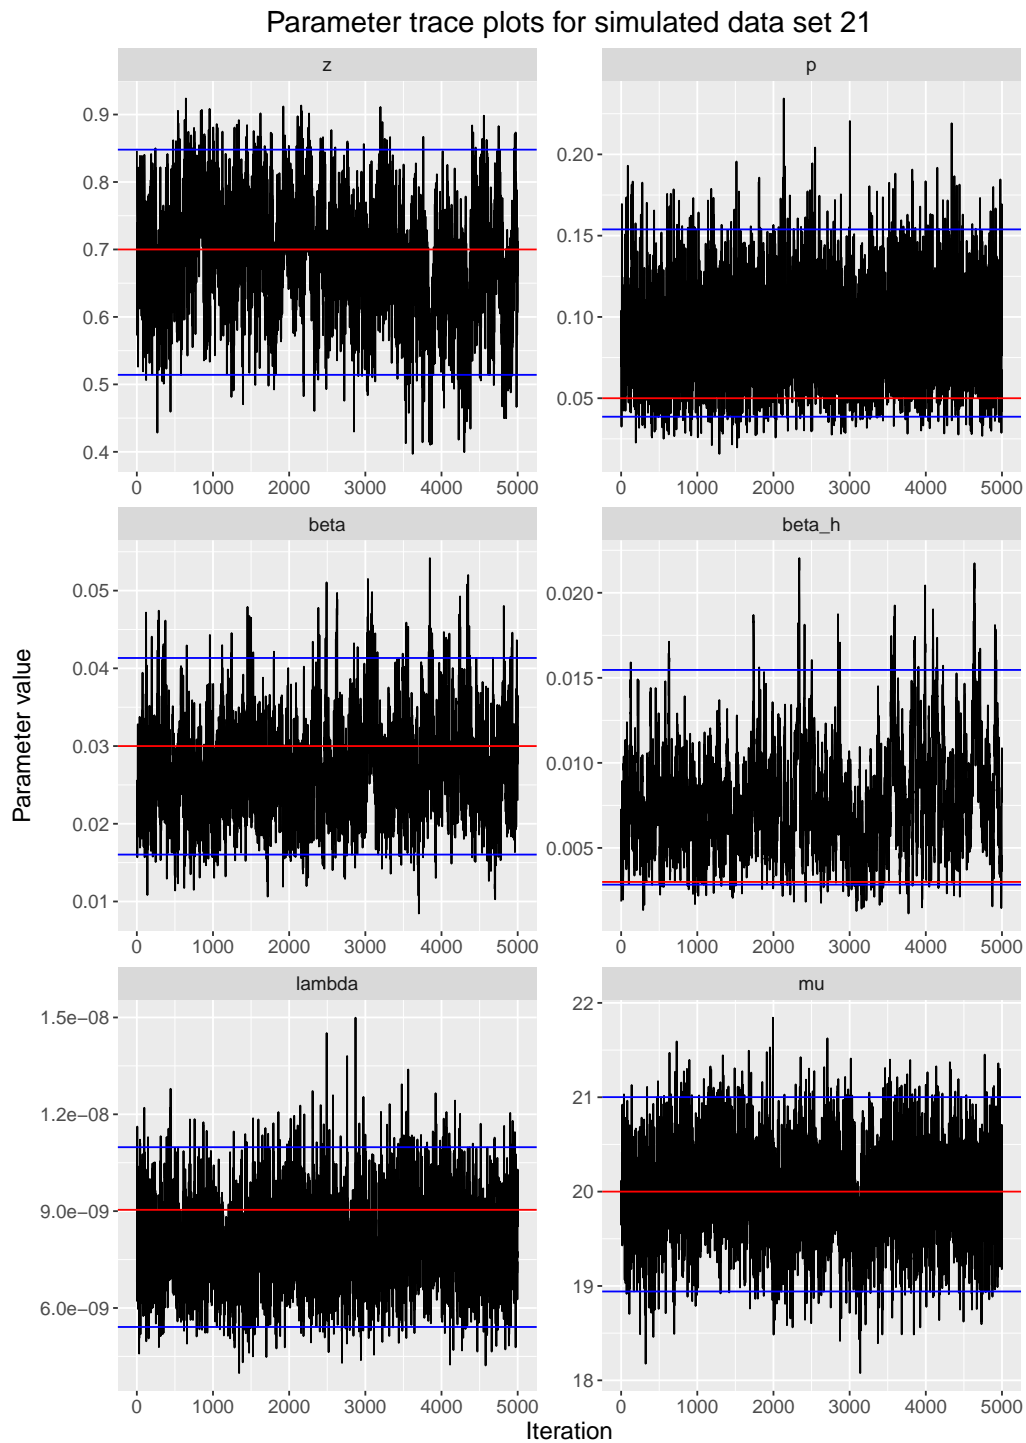 Parameter trace plots for simulated data set 21
z
p
0.9
0.8
0.7
0.6
0.5
0.4
0.20
0.15
0.10
0.05
0 1000 2000 3000 4000 5000
0 1000 2000 3000 4000 5000
beta
beta_h
0.05
0.04
0.03
0.02
0.01
0.020
0.015
0.010
0.005
0 1000 2000 3000 4000 5000
0 1000 2000 3000 4000 5000
lambda
mu
1.5e−08
1.2e−08
9.0e−09
6.0e−09
22
21
20
19
18
0 1000 2000 3000 4000 5000
0 1000 2000 3000 4000 5000
Parameter value
Iteration